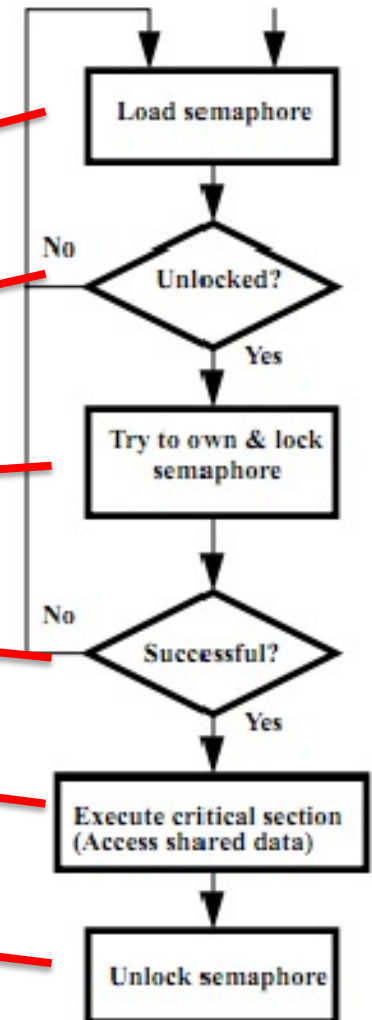 Load semaphore
No
Unlocked?
Yes
Try to own & lock
semaphore
No
Successful?
Yes
Execute critical section
(Access shared data)
Unlock semaphore